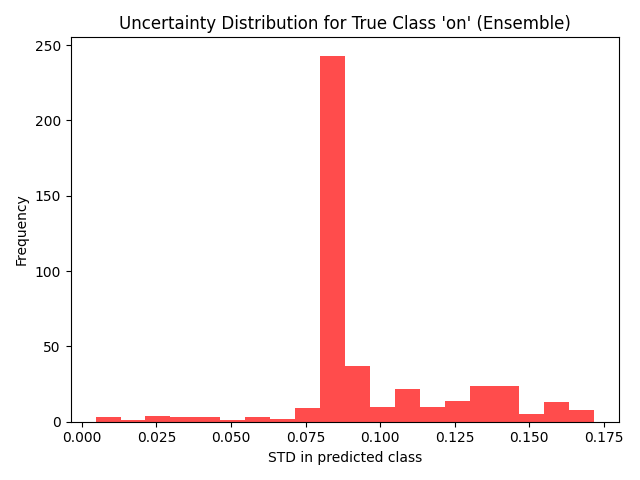 Uncertainty Distribution for True Class 'on' (Ensemble)
250
200
150
100
50
0
Frequency
0.000 0.025 0.050 0.075 0.100 0.125 0.150 0.175
STD in predicted class